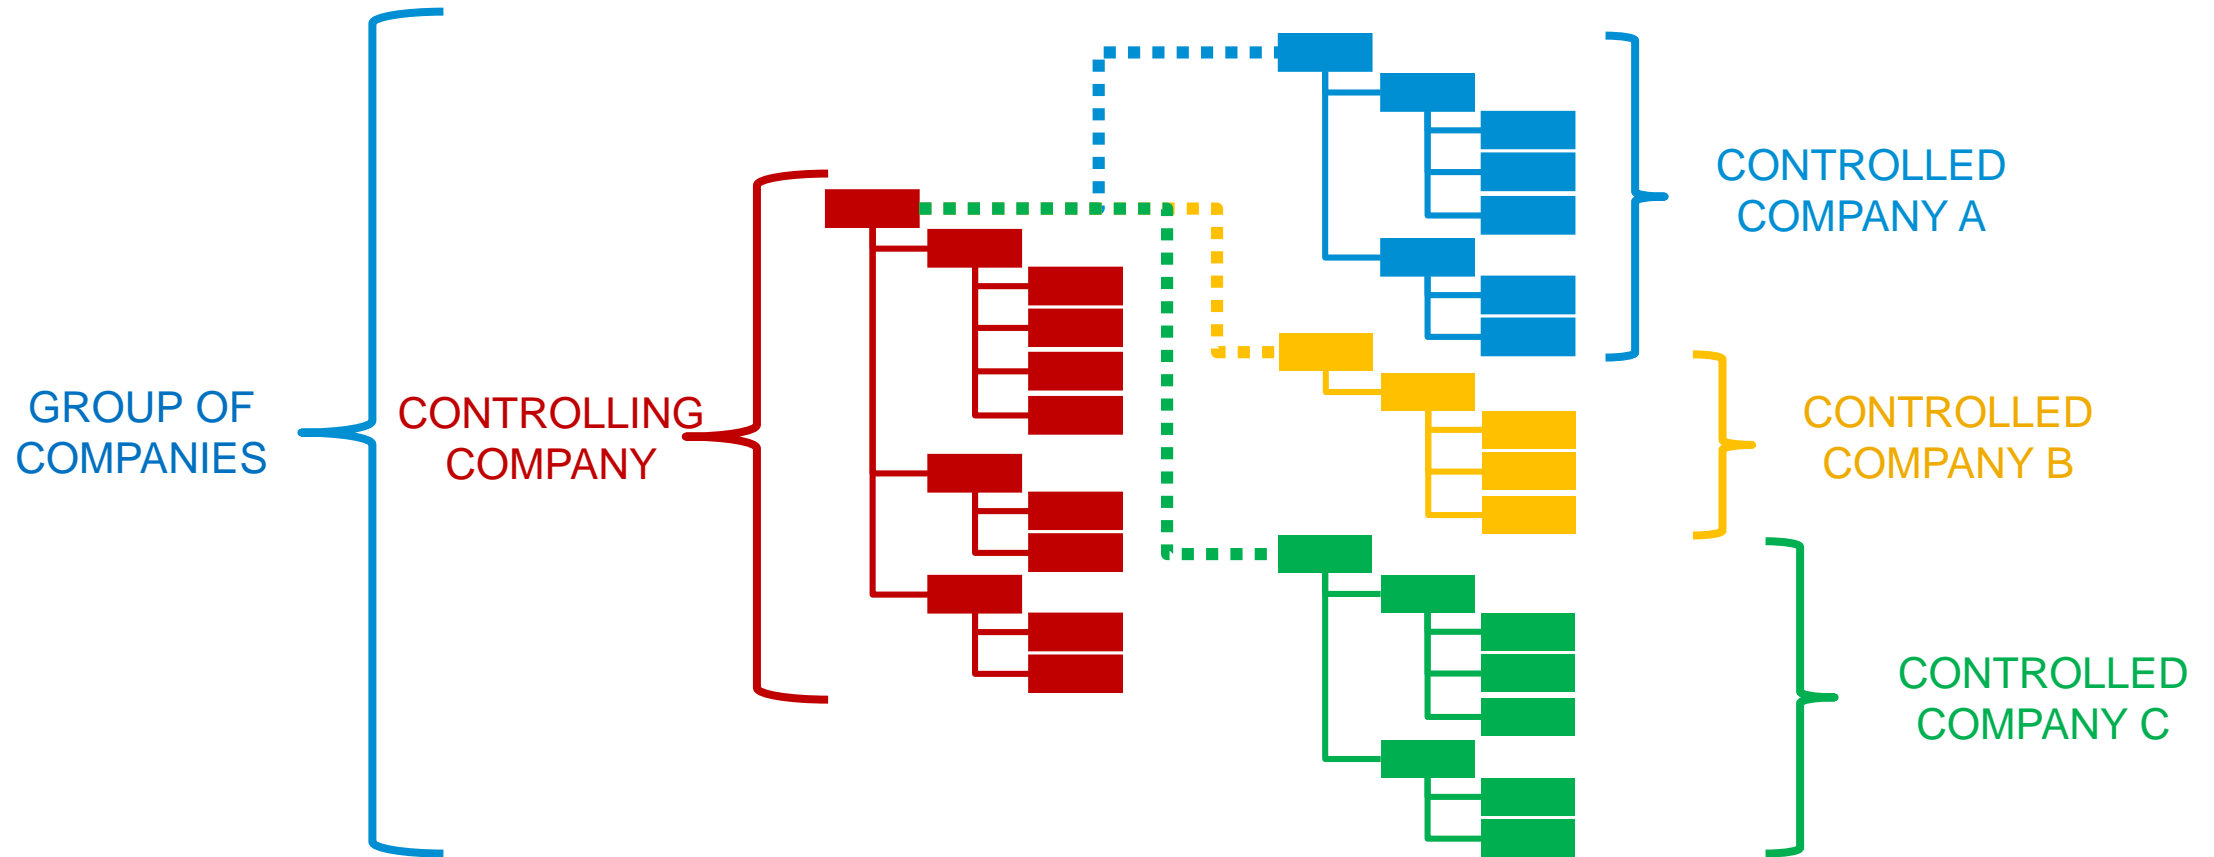 GROUP OF
COMPANIES
CONTROLLING
COMPANY
CONTROLLED
COMPANY A
CONTROLLED
COMPANY B
CONTROLLED
COMPANY C